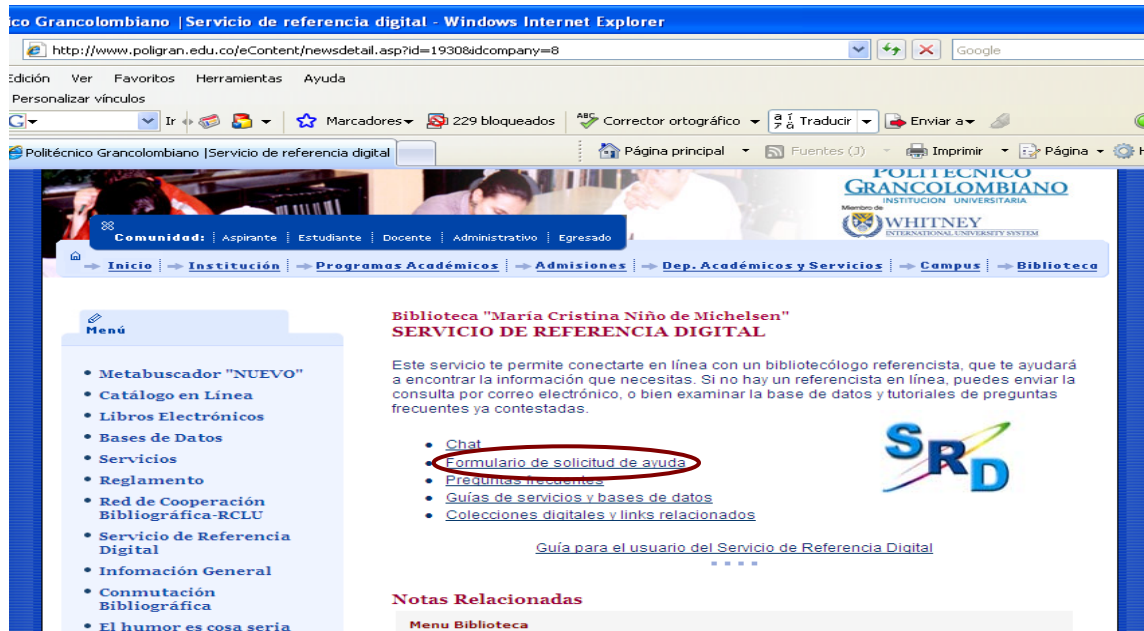 ico Grancolombiano |Servicio de referencia digital - Windows Internet Explorer
http://www.poligran.edu.co/eContent/newsdetail.asp?id=1930&idcompany=8
Google
Edición Ver Favoritos Herramientas Ayuda
Personalizar vínculos
G Ir Marcadores 229 bloqueados Corrector ortográfico Traducir Enviar a
Politécnico Grancolombiano |Servicio de referencia digital Página principal Fuentes (J) Imprimir Página H
POLITECNICO
GRANCOLOMBIANO
INSTITUCION UNIVERSITARIA
Miembro de
WHITNEY
INTERNATIONAL UNIVERSITY SYSTEM
Comunidad: Aspirante Estudiante Docente Administrativo Egresado
Inicio Institución Programas Académicos Admisiones Dep. Académicos y Servicios Campus Biblioteca
Menú
Metabuscador "NUEVO"
Catálogo en Línea
Libros Electrónicos
Bases de Datos
Servicios
Reglamento
Red de Cooperación
Bibliográfica-RCLU
Servicio de Referencia
Digital
Infomación General
Conmutación
Bibliográfica
El humor es cosa seria
Biblioteca "María Cristina Niño de Michelsen"
SERVICIO DE REFERENCIA DIGITAL
Este servicio te permite conectarte en línea con un bibliotecólogo referencista, que te ayudará
a encontrar la información que necesitas. Si no hay un referencista en línea, puedes enviar la
consulta por correo electrónico, o bien examinar la base de datos y tutoriales de preguntas
frecuentes ya contestadas.
Chat
Formulario de solicitud de ayuda
Preguntas frecuentes
Guías de servicios y bases de datos
Colecciones digitales y links relacionados
SRD
Guía para el usuario del Servicio de Referencia Digital
Notas Relacionadas
Menu Biblioteca